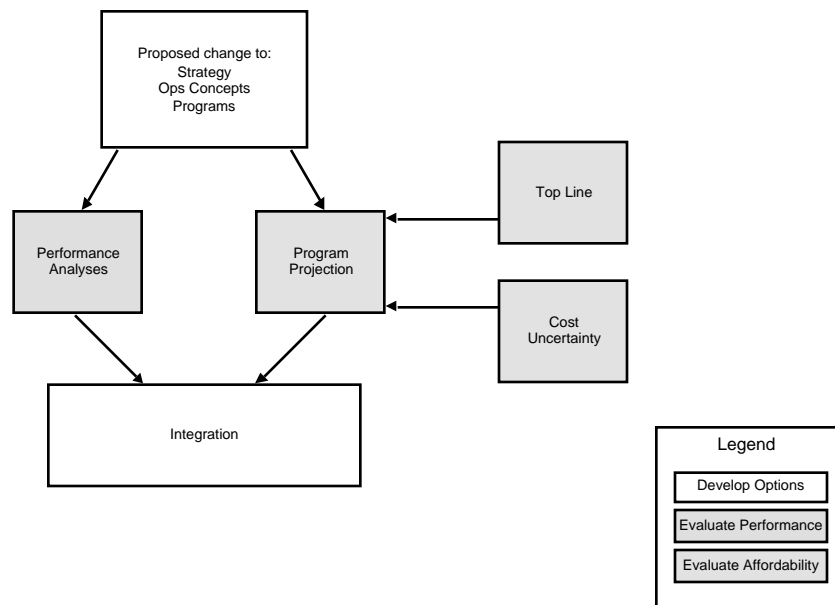 Proposed change to:
Strategy
Ops Concepts
Programs
Top Line
Performance
Analyses
Program
Projection
Cost
Uncertainty
Integration
Legend
Develop Options
Evaluate Performance
Evaluate Affordability